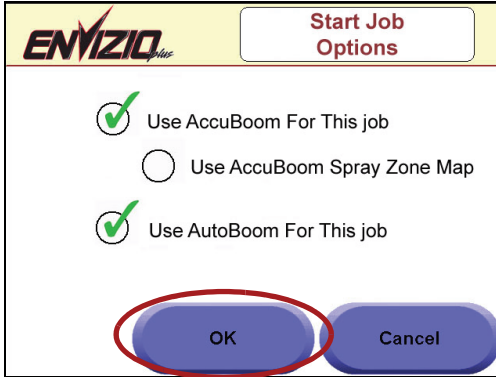 ENVIZIO plus
Start Job
Options
Use AccuBoom For This job
Use AccuBoom Spray Zone Map
Use AutoBoom For This job
OK
Cancel